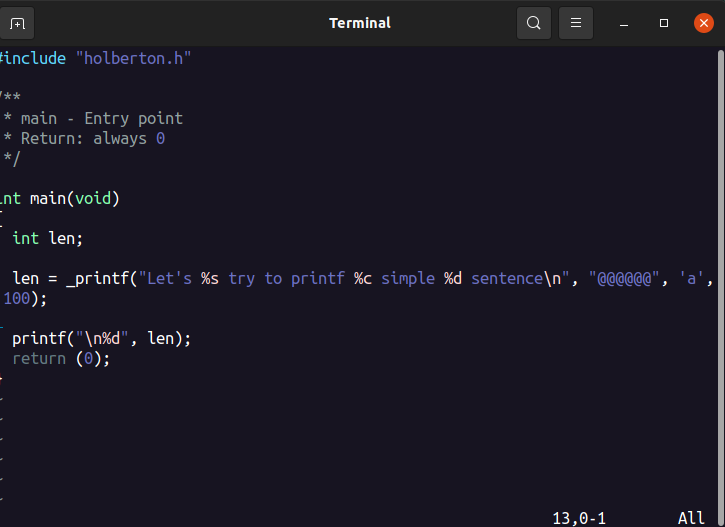 Terminal
#include "holberton.h"
/**
* main - Entry point
* Return: always 0
*/
int main(void)
int len;
len = _printf("Let's %s try to printf %c simple %d sentence\n", "@@@@@@", 'a',
100);
printf("\n%d", len);
return (0);
~
~
~
~
~
~
13,0-1 All